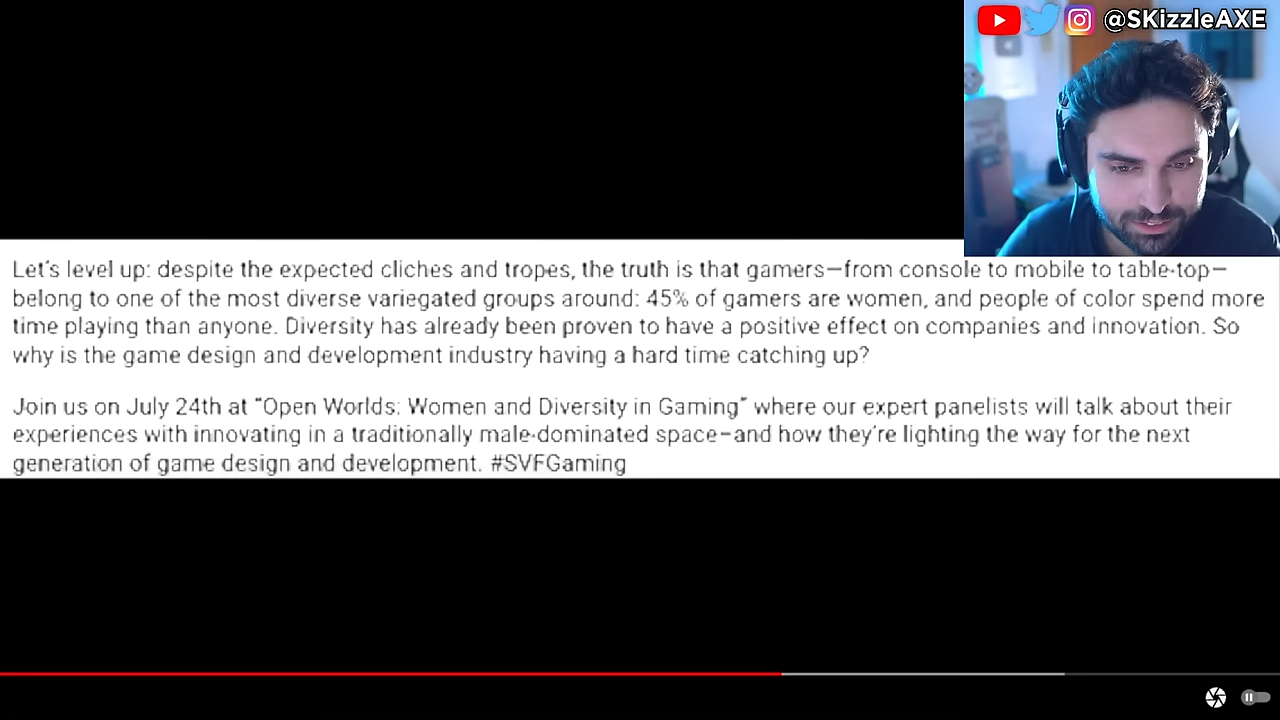 @SKizzleAXE
Let's level up: despite the expected cliches and tropes, the truth is that gamers—from console to mobile to table-top—
belong to one of the most diverse variegated groups around: 45% of gamers are women, and people of color spend more
time playing than anyone. Diversity has already been proven to have a positive effect on companies and innovation. So
why is the game design and development industry having a hard time catching up?
Join us on July 24th at “Open Worlds: Women and Diversity in Gaming” where our expert panelists will talk about their
experiences with innovating in a traditionally male-dominated space–and how they're lighting the way for the next
generation of game design and development. #SVFGaming